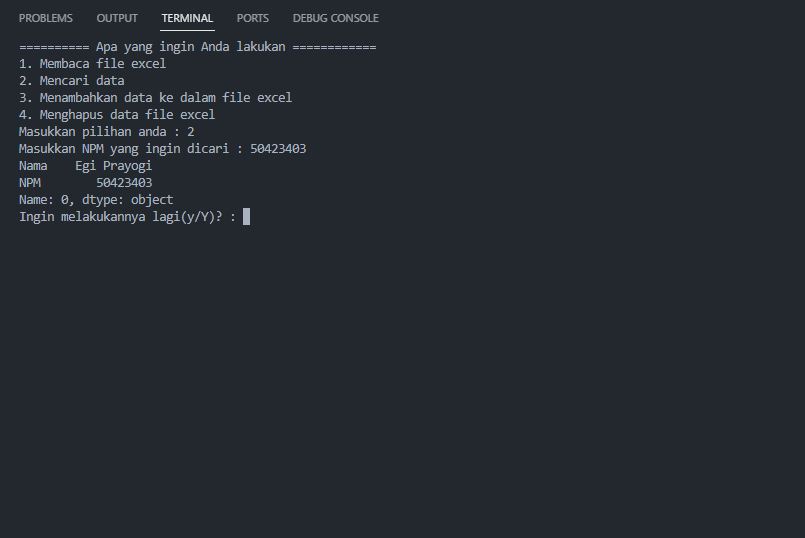 PROBLEMS OUTPUT TERMINAL PORTS DEBUG CONSOLE
========== Apa yang ingin Anda lakukan ============
1. Membaca file excel
2. Mencari data
3. Menambahkan data ke dalam file excel
4. Menghapus data file excel
Masukkan pilihan anda : 2
Masukkan NPM yang ingin dicari : 50423403
Nama    Egi Prayogi
NPM        50423403
Name: 0, dtype: object
Ingin melakukannya lagi(y/Y)? :